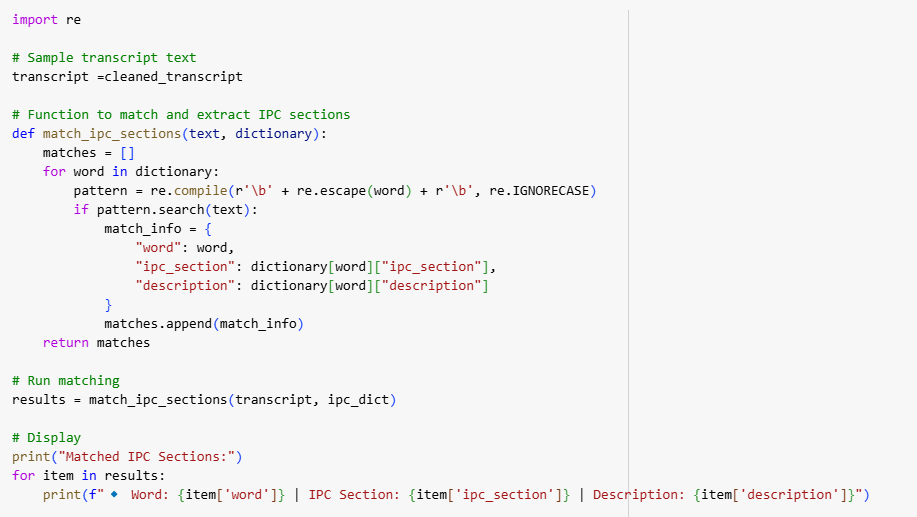 import re
# Sample transcript text
transcript =cleaned_transcript
# Function to match and extract IPC sections
def match_ipc_sections(text, dictionary):
    matches = []
    for word in dictionary:
        pattern = re.compile(r'\b' + re.escape(word) + r'\b', re.IGNORECASE)
        if pattern.search(text):
            match_info = {
                "word": word,
                "ipc_section": dictionary[word]["ipc_section"],
                "description": dictionary[word]["description"]
            }
            matches.append(match_info)
    return matches
# Run matching
results = match_ipc_sections(transcript, ipc_dict)
# Display
print("Matched IPC Sections:")
for item in results:
    print(f"🔹 Word: {item['word']} | IPC Section: {item['ipc_section']} | Description: {item['description']}")